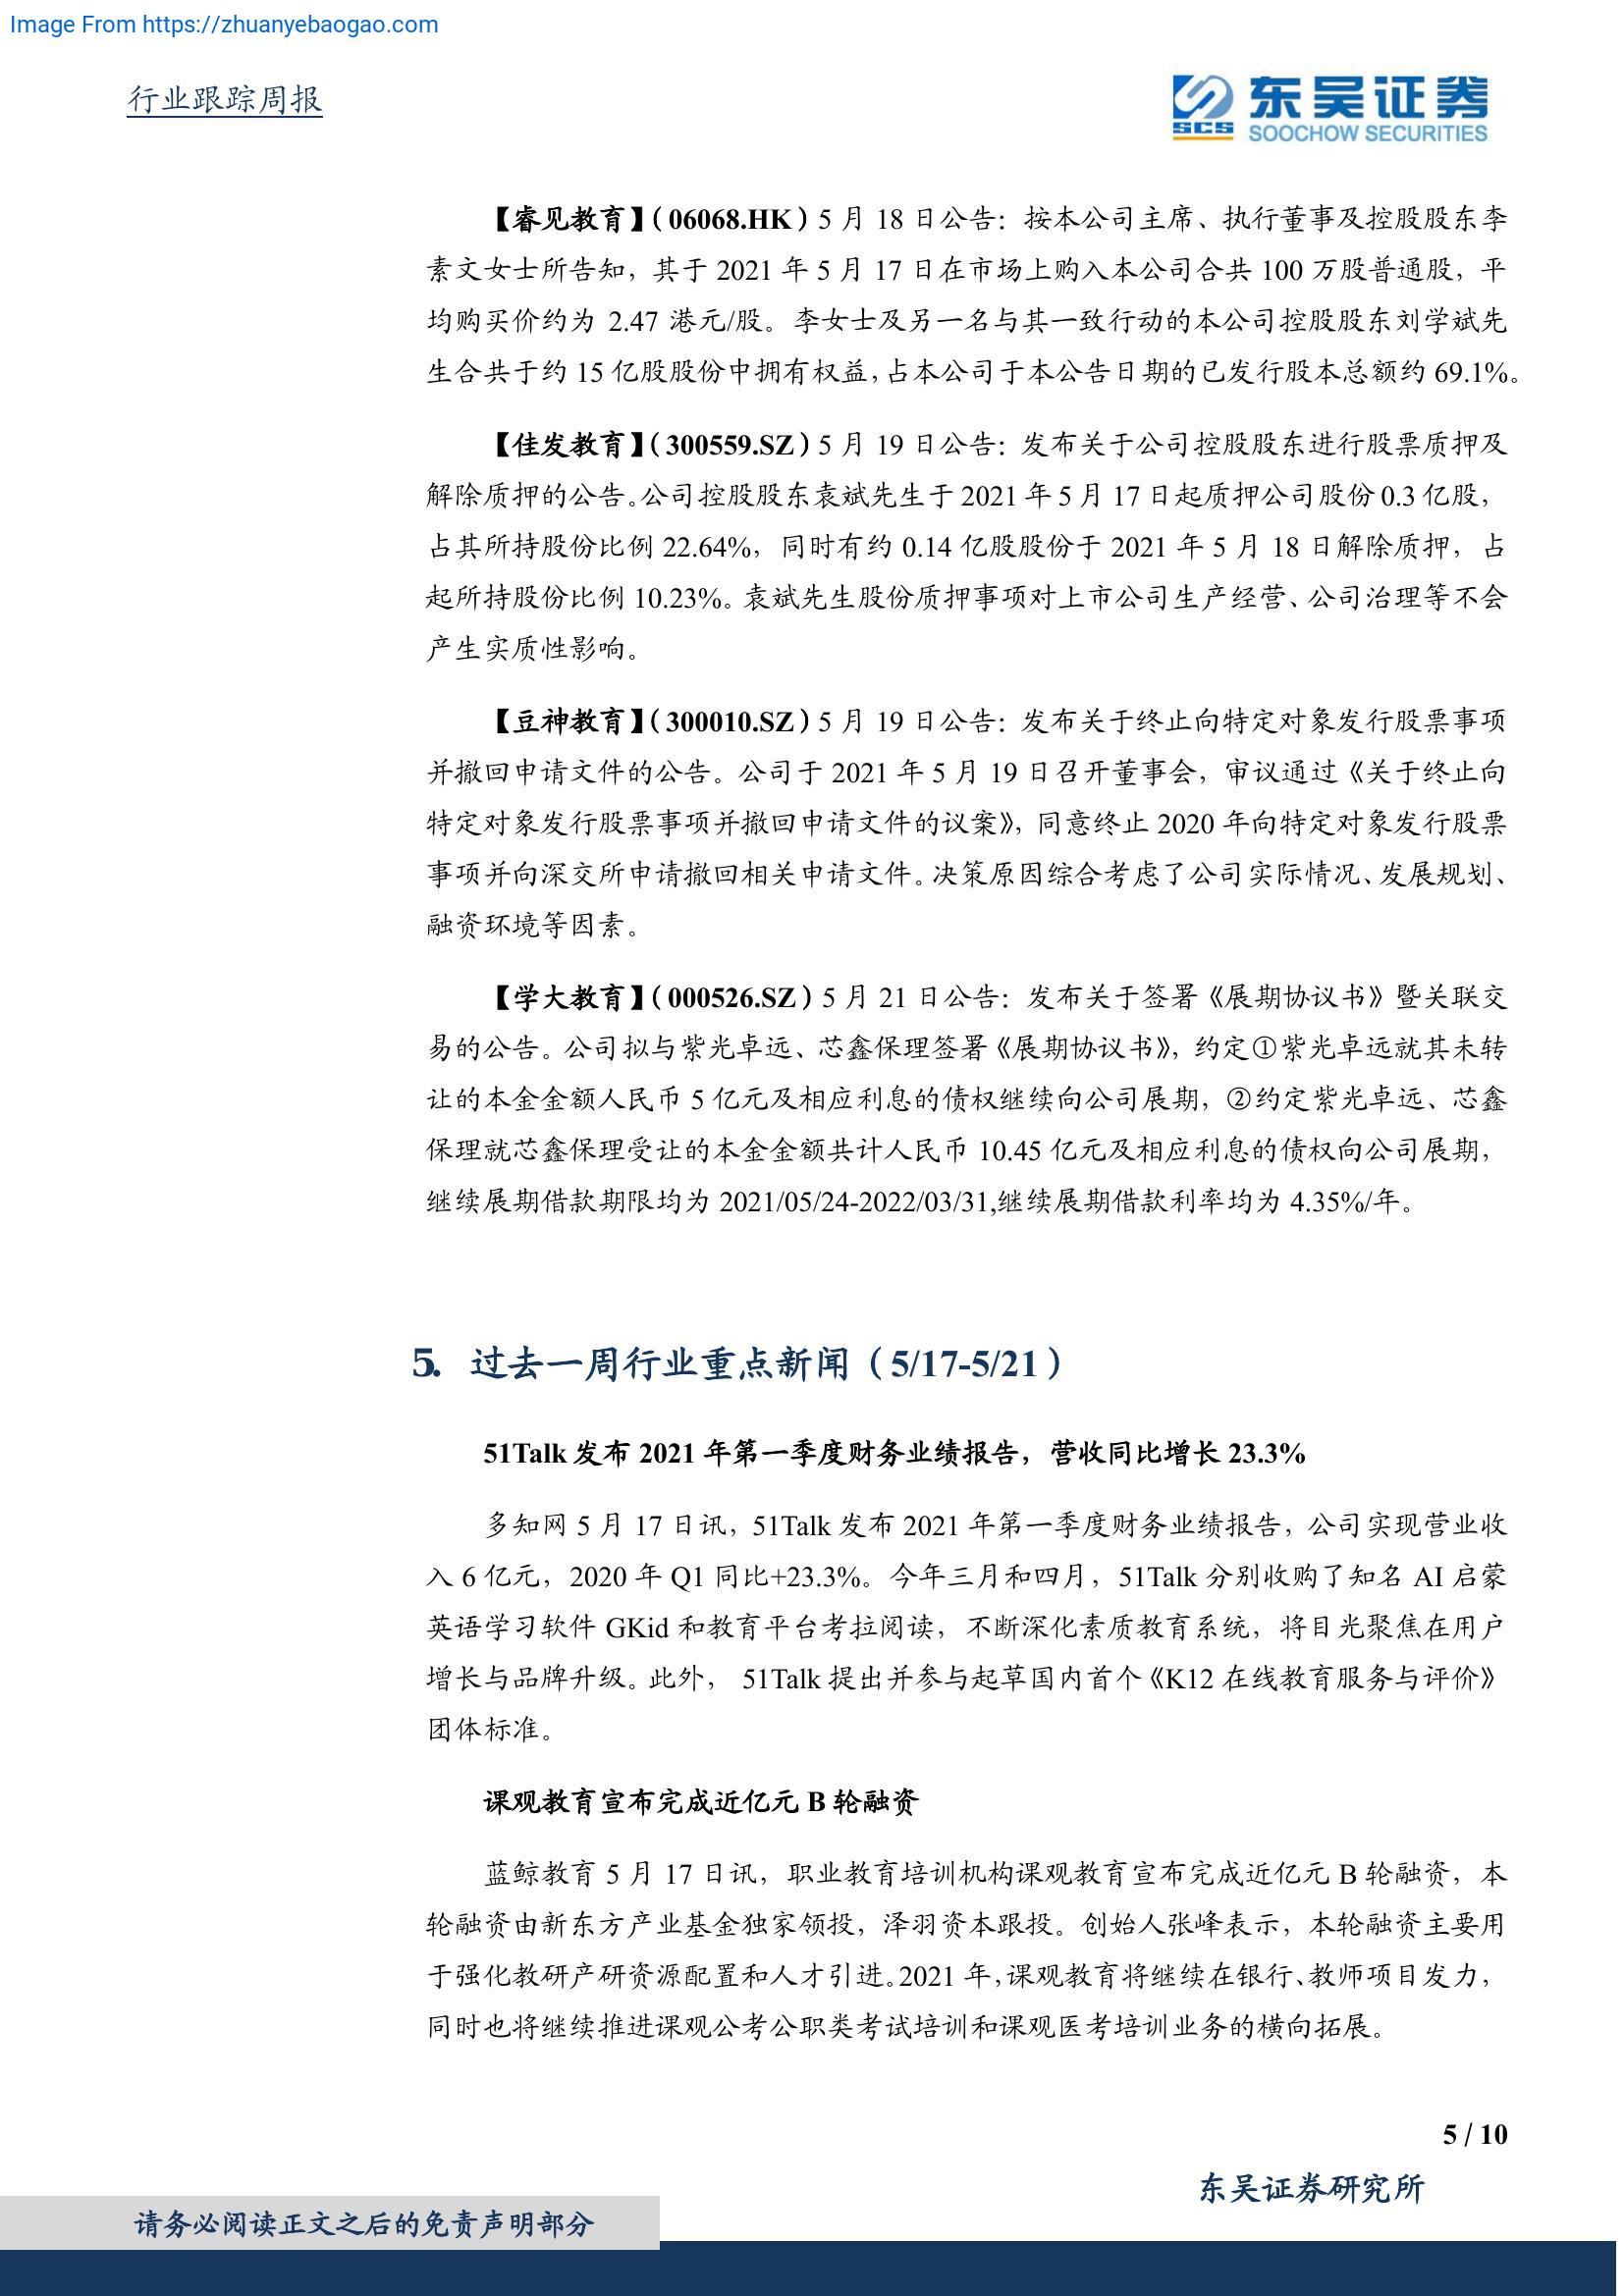 Image From https://zhuanyebaogao.com
行业跟踪周报
东吴证券
SCS
SOOCHOW SECURITIES
【睿见教育】（06068.HK）5 月 18 日公告：按本公司主席、执行董事及控股股东李
素文女士所告知，其于 2021 年 5 月 17 日在市场上购入本公司合共 100 万股普通股，平
均购买价约为 2.47 港元/股。李女士及另一名与其一致行动的本公司控股股东刘学斌先
生合共于约 15 亿股股份中拥有权益，占本公司于本公告日期的已发行股本总额约 69.1%。
【佳发教育】（300559.SZ）5 月 19 日公告：发布关于公司控股股东进行股票质押及
解除质押的公告。公司控股股东袁斌先生于 2021 年 5 月 17 日起质押公司股份 0.3 亿股，
占其所持股份比例 22.64%，同时有约 0.14 亿股股份于 2021 年 5 月 18 日解除质押，占
起所持股份比例 10.23%。袁斌先生股份质押事项对上市公司生产经营、公司治理等不会
产生实质性影响。
【豆神教育】（300010.SZ）5 月 19 日公告：发布关于终止向特定对象发行股票事项
并撤回申请文件的公告。公司于 2021 年 5 月 19 日召开董事会，审议通过《关于终止向
特定对象发行股票事项并撤回申请文件的议案》，同意终止 2020 年向特定对象发行股票
事项并向深交所申请撤回相关申请文件。决策原因综合考虑了公司实际情况、发展规划、
融资环境等因素。
【学大教育】（000526.SZ）5 月 21 日公告：发布关于签署《展期协议书》暨关联交
易的公告。公司拟与紫光卓远、芯鑫保理签署《展期协议书》，约定①紫光卓远就其未转
让的本金金额人民币 5 亿元及相应利息的债权继续向公司展期，②约定紫光卓远、芯鑫
保理就芯鑫保理受让的本金金额共计人民币 10.45 亿元及相应利息的债权向公司展期，
继续展期借款期限均为 2021/05/24-2022/03/31,继续展期借款利率均为 4.35%/年。
5. 过去一周行业重点新闻（5/17-5/21）
51Talk 发布 2021 年第一季度财务业绩报告，营收同比增长 23.3%
多知网 5 月 17 日讯，51Talk 发布 2021 年第一季度财务业绩报告，公司实现营业收
入 6 亿元，2020 年 Q1 同比+23.3%。今年三月和四月，51Talk 分别收购了知名 AI 启蒙
英语学习软件 GKid 和教育平台考拉阅读，不断深化素质教育系统，将目光聚焦在用户
增长与品牌升级。此外， 51Talk 提出并参与起草国内首个《K12 在线教育服务与评价》
团体标准。
课观教育宣布完成近亿元 B 轮融资
蓝鲸教育 5 月 17 日讯，职业教育培训机构课观教育宣布完成近亿元 B 轮融资，本
轮融资由新东方产业基金独家领投，泽羽资本跟投。创始人张峰表示，本轮融资主要用
于强化教研产研资源配置和人才引进。2021 年，课观教育将继续在银行、教师项目发力，
同时也将继续推进课观公考公职类考试培训和课观医考培训业务的横向拓展。
5 / 10
东吴证券研究所
请务必阅读正文之后的免责声明部分